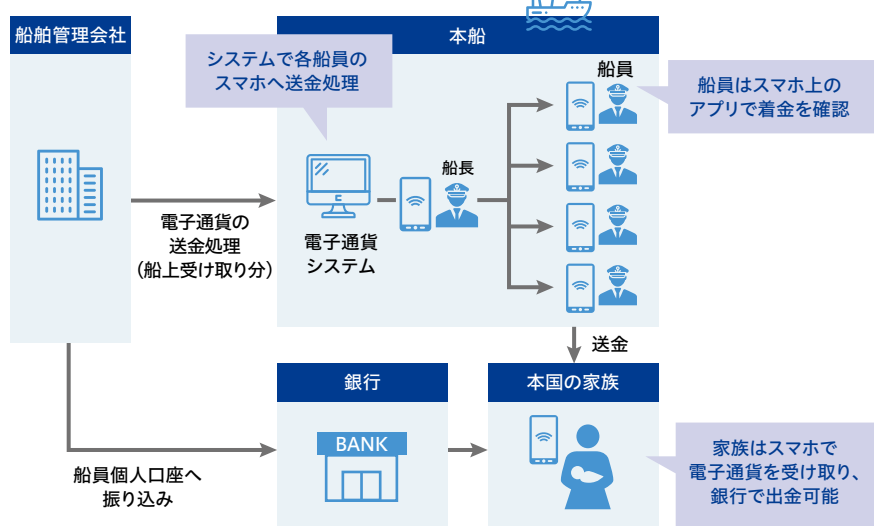 船舶管理会社
本船
システムで各船員の
スマホへ送金処理
船員
船員はスマホ上の
アプリで着金を確認
船長
電子通貨の
送金処理
（船上受け取り分）
電子通貨
システム
送金
銀行
本国の家族
BANK
船員個人口座へ
振り込み
家族はスマホで
電子通貨を受け取り、
銀行で出金可能